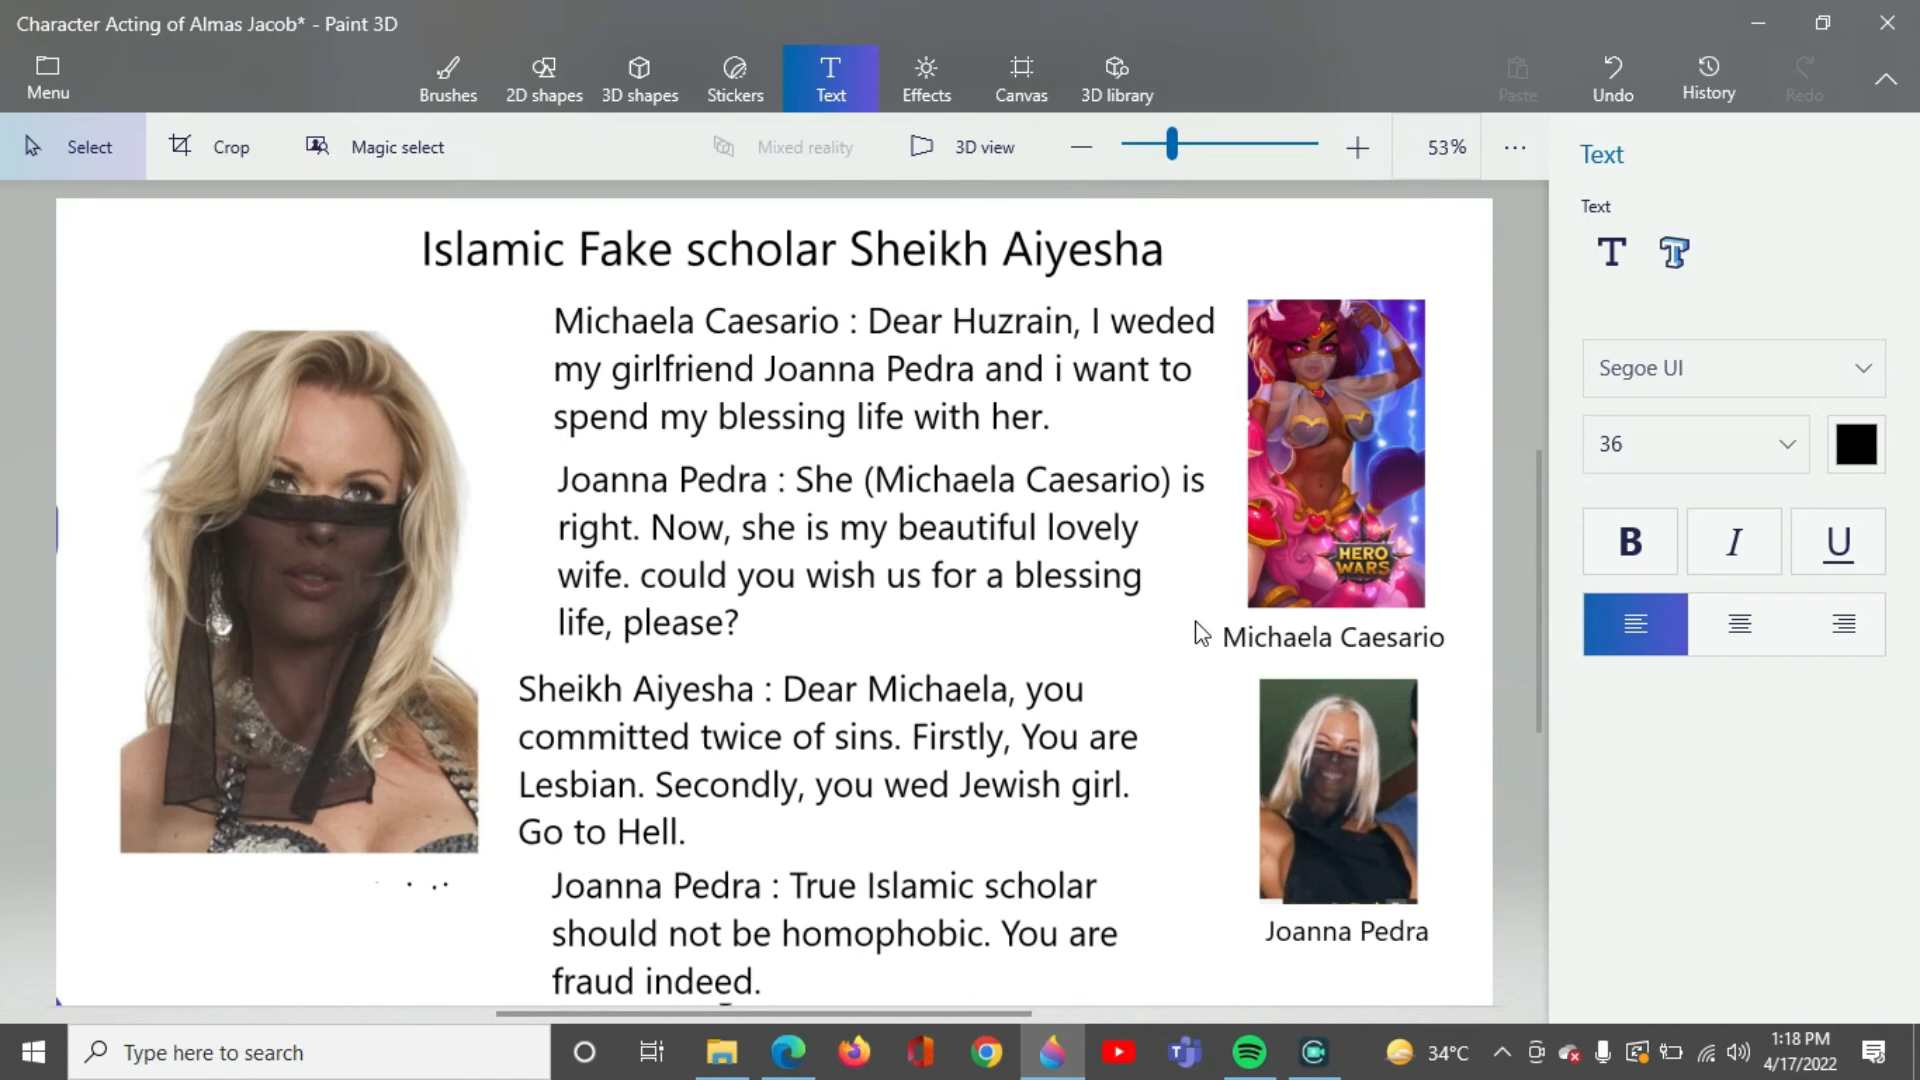 Character Acting of Almas Jacob* - Paint 3D
Menu
Brushes
2D shapes
3D shapes
Stickers
Text
Effects
Canvas
3D library
Paste
Undo
History
Redo
Select
Crop
Magic select
Mixed reality
3D view
53%
Text
Text
Segoe UI
36
B I U
Islamic Fake scholar Sheikh Aiyesha
Michaela Caesario : Dear Huzrain, I weded
my girlfriend Joanna Pedra and i want to
spend my blessing life with her.
Joanna Pedra : She (Michaela Caesario) is
right. Now, she is my beautiful lovely
wife. could you wish us for a blessing
life, please?
HERO
WARS
Michaela Caesario
Sheikh Aiyesha : Dear Michaela, you
committed twice of sins. Firstly, You are
Lesbian. Secondly, you wed Jewish girl.
Go to Hell.
Joanna Pedra : True Islamic scholar
should not be homophobic. You are
fraud indeed.
Joanna Pedra
Type here to search
34°C
1:18 PM
4/17/2022